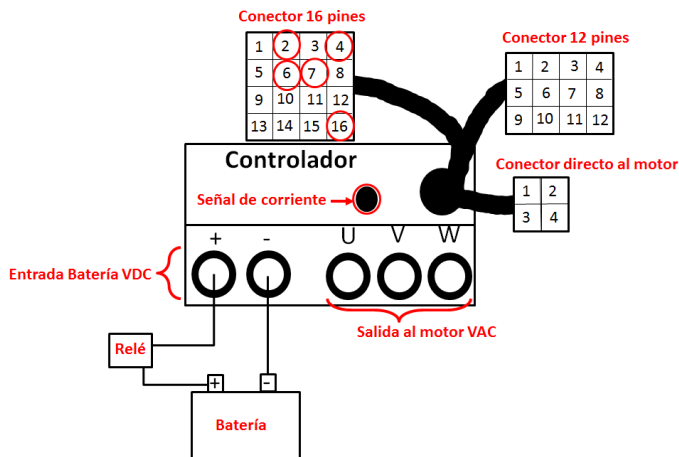 Conector 16 pines
1 2 3 4
5 6 7 8
9 10 11 12
13 14 15 16
Conector 12 pines
1 2 3 4
5 6 7 8
9 10 11 12
Controlador
Conector directo al motor
1 2
3 4
Señal de corriente
+ - U V W
Entrada Batería VDC
Salida al motor VAC
Relé
+ -
Batería